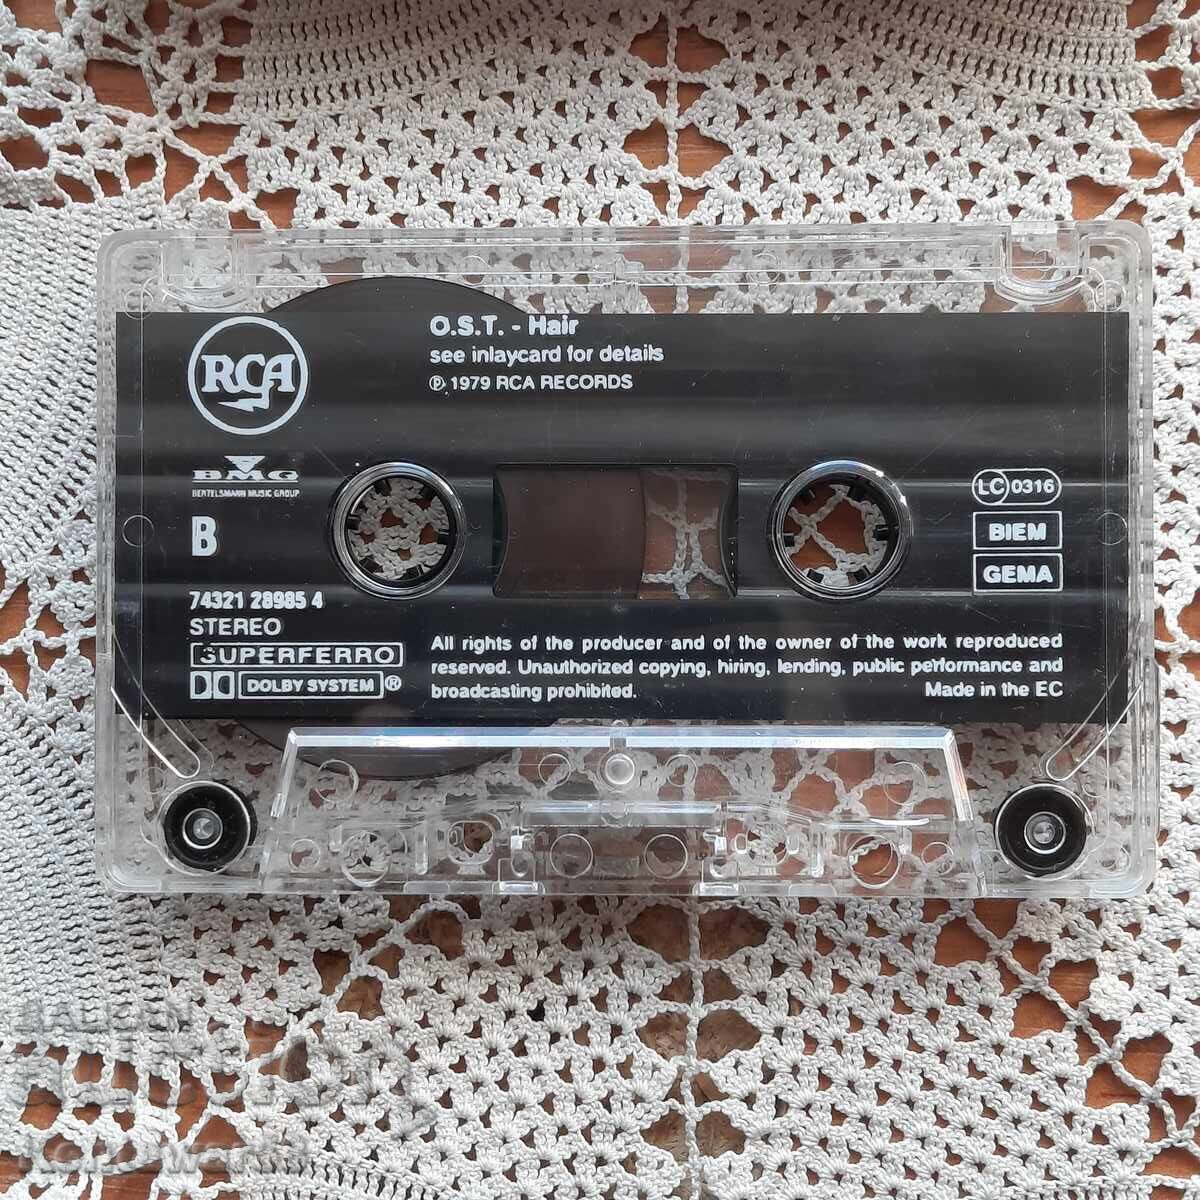 RCA
O.S.T. - Hair
see inlaycard for details
℗ 1979 RCA RECORDS
BMG
BERTELSMANN MUSIC GROUP
B
LC 0316
BIEM
GEMA
74321 28985 4
STEREO
SUPERFERRO
DOLBY SYSTEM®
All rights of the producer and of the owner of the work reproduced
reserved. Unauthorized copying, hiring, lending, public performance and
broadcasting prohibited.
Made in the EC